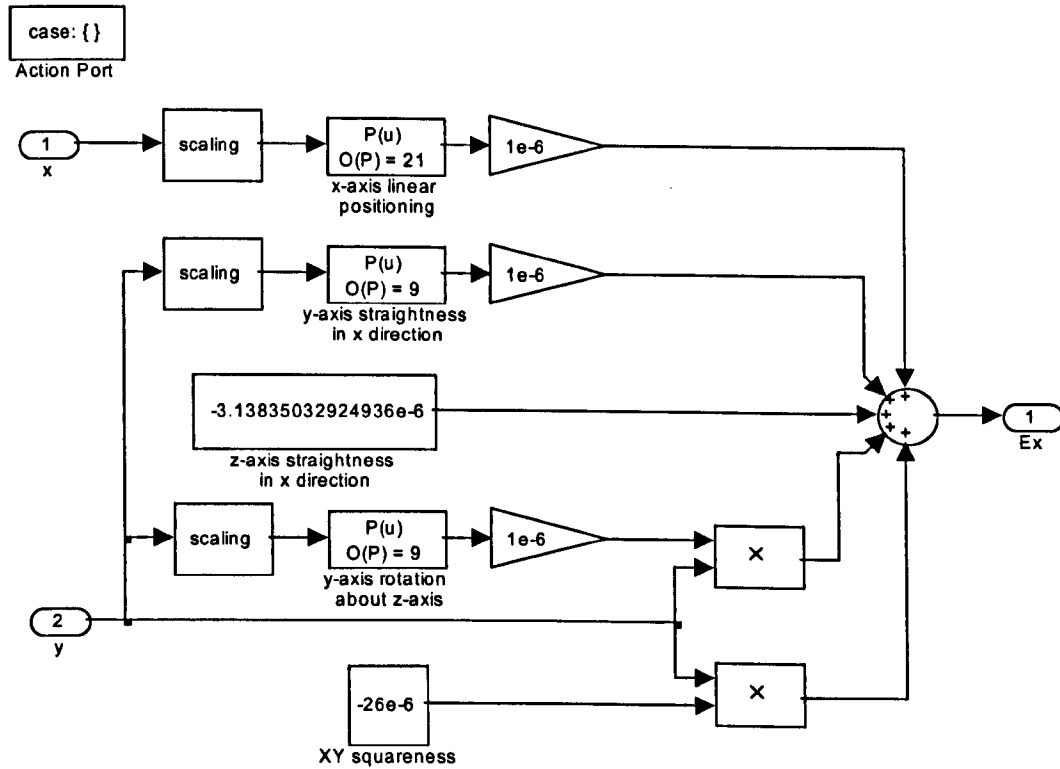 case: { }
Action Port
1
x
scaling
P(u)
O(P) = 21
x-axis linear
positioning
1e-6
scaling
P(u)
O(P) = 9
y-axis straightness
in x direction
1e-6
-3.13835032924936e-6
z-axis straightness
in x direction
+
+
+
+
+
1
Ex
scaling
P(u)
O(P) = 9
y-axis rotation
about z-axis
1e-6
×
2
y
-26e-6
XY squareness
×